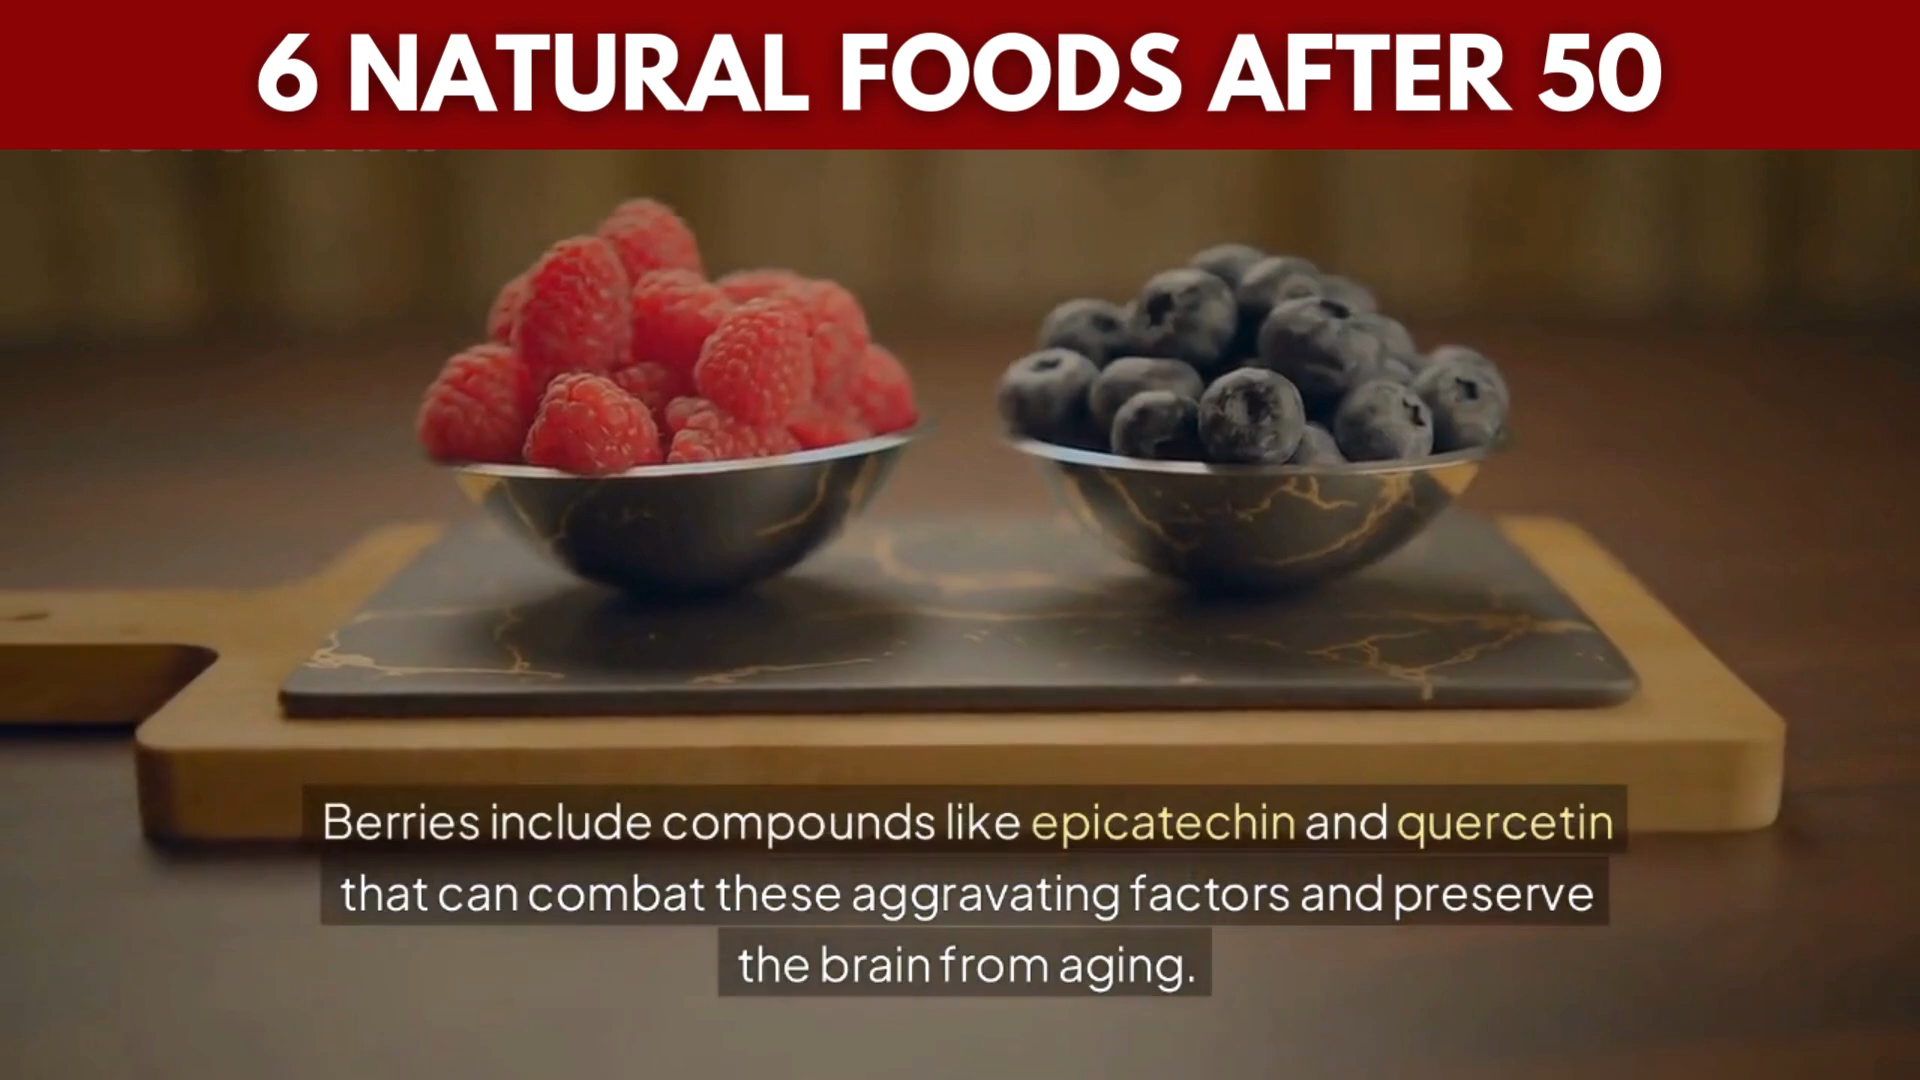 6 NATURAL FOODS AFTER 50
Berries include compounds like epicatechin and quercetin
that can combat these aggravating factors and preserve
the brain from aging.